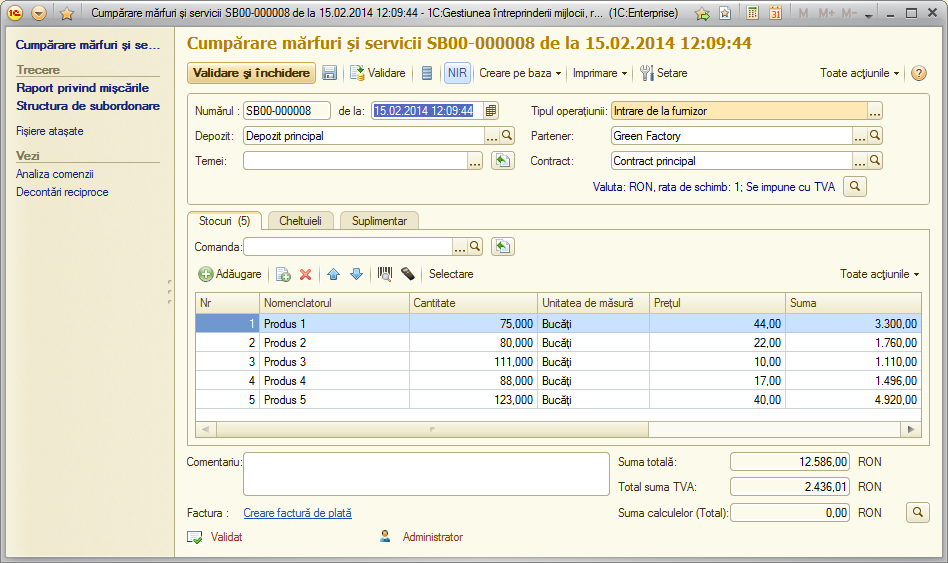 Cumpărare mărfuri și servicii SB00-000008 de la 15.02.2014 12:09:44 - 1C:Gestiunea întreprinderii mijlocii, r... (1C:Enterprise)
M M+ M-
31
Cumpărare mărfuri şi se...
Trecere
Raport privind mişcările
Structura de subordonare
Fişiere ataşate
Vezi
Analiza comenzii
Decontări reciproce
Cumpărare mărfuri și servicii SB00-000008 de la 15.02.2014 12:09:44
Validare şi închidere Validare NIR Creare pe baza Imprimare Setare Toate acţiunile ?
Numărul : SB00-000008 de la: 15.02.2014 12:09:44 Tipul operaţiunii: Intrare de la furnizor ...
Depozit: Depozit principal ... Partener: Green Factory ...
Temei: ... Contract: Contract principal ...
Valuta: RON, rata de schimb: 1; Se impune cu TVA
Stocuri (5) Cheltuieli Suplimentar
Comanda: ...
Adăugare Selectare Toate acţiunile
Nr Nomenclatorul Cantitate Unitatea de măsură Preţul Suma
1 Produs 1 75,000 Bucăţi 44,00 3.300,00
2 Produs 2 80,000 Bucăţi 22,00 1.760,00
3 Produs 3 111,000 Bucăţi 10,00 1.110,00
4 Produs 4 88,000 Bucăţi 17,00 1.496,00
5 Produs 5 123,000 Bucăţi 40,00 4.920,00
Comentariu: Suma totală: 12.586,00 RON
Total suma TVA: 2.436,01 RON
Factura : Creare factură de plată Suma calculelor (Total): 0,00 RON
Validat Administrator